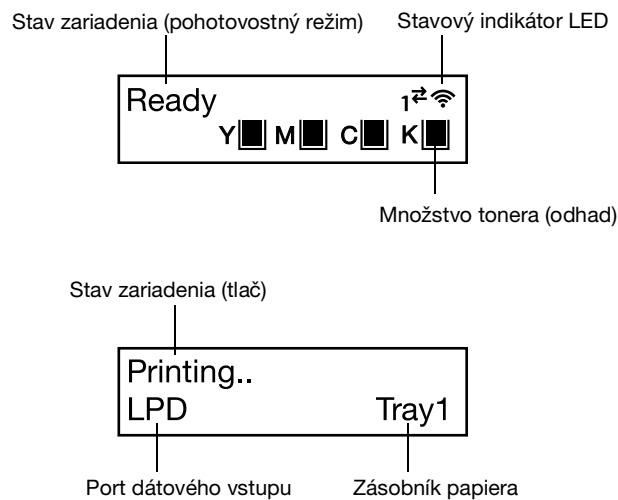 Stav zariadenia (pohotovostný režim) Stavový indikátor LED
Ready 1
Y M C K
Množstvo tonera (odhad)
Stav zariadenia (tlač)
Printing..
LPD Tray1
Port dátového vstupu Zásobník papiera